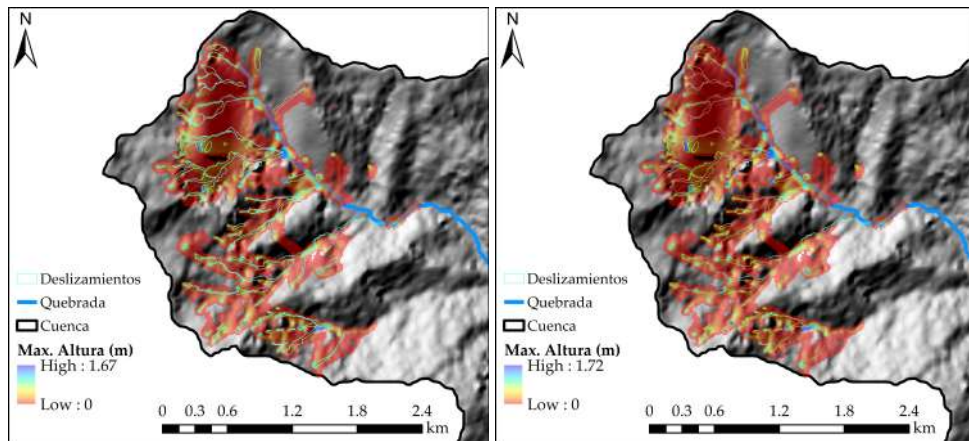 N
Deslizamientos
Quebrada
Cuenca
Max. Altura (m)
High : 1.67
Low : 0
0 0.3 0.6 1.2 1.8 2.4
km
N
Deslizamientos
Quebrada
Cuenca
Max. Altura (m)
High : 1.72
Low : 0
0 0.3 0.6 1.2 1.8 2.4
km